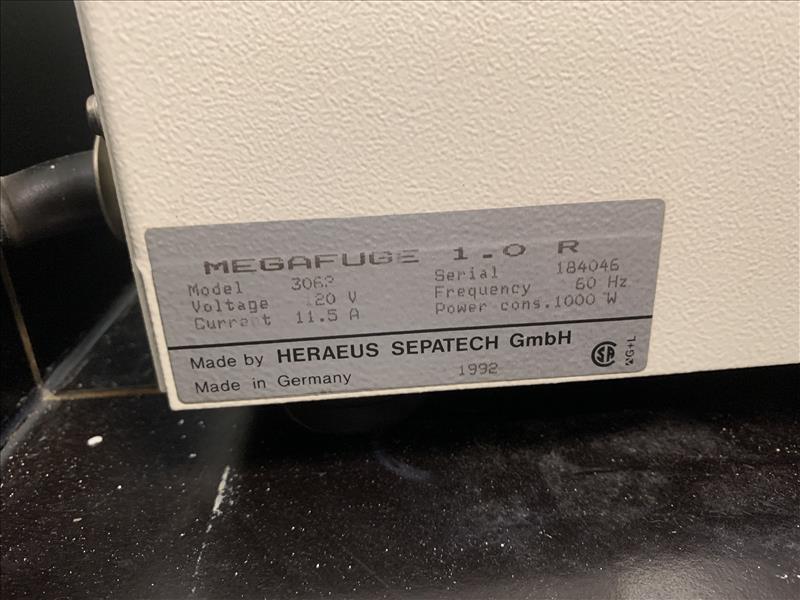 MEGAFUGE 1.0 R
Model Serial 184046
Voltage 120 V Frequency 60 Hz
Current 11.5 A Power cons. 1000 W
Made by HERAEUS SEPATECH GmbH
Made in Germany 1992